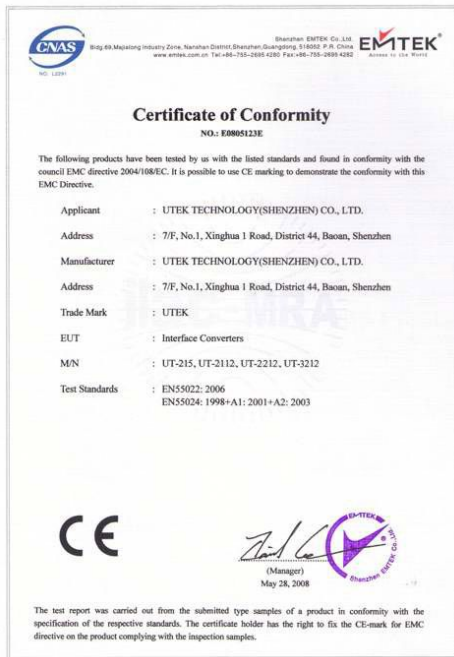 CNAS
NO. L2291
Shenzhen EMTEK Co.,Ltd.
Bldg.69,Majialong Industry Zone, Nanshan District,Shenzhen,Guangdong, 518052 P.R. China
www.emtek.com.cn Tel:+86-755-2695 4280 Fax:+86-755-2695 4282
EMTEK®
Access to the World
Certificate of Conformity
NO.: E0805123E
The following products have been tested by us with the listed standards and found in conformity with the
council EMC directive 2004/108/EC. It is possible to use CE marking to demonstrate the conformity with this
EMC Directive.
Applicant : UTEK TECHNOLOGY(SHENZHEN) CO., LTD.
Address : 7/F, No.1, Xinghua 1 Road, District 44, Baoan, Shenzhen
Manufacturer : UTEK TECHNOLOGY(SHENZHEN) CO., LTD.
Address : 7/F, No.1, Xinghua 1 Road, District 44, Baoan, Shenzhen
Trade Mark : UTEK
EUT : Interface Converters
M/N : UT-215, UT-2112, UT-2212, UT-3212
Test Standards : EN55022: 2006
EN55024: 1998+A1: 2001+A2: 2003
CE
EMTEK
Shenzhen EMTEK Co., Ltd.
(Manager)
May 28, 2008
The test report was carried out from the submitted type samples of a product in conformity with the
specification of the respective standards. The certificate holder has the right to fix the CE-mark for EMC
directive on the product complying with the inspection samples.